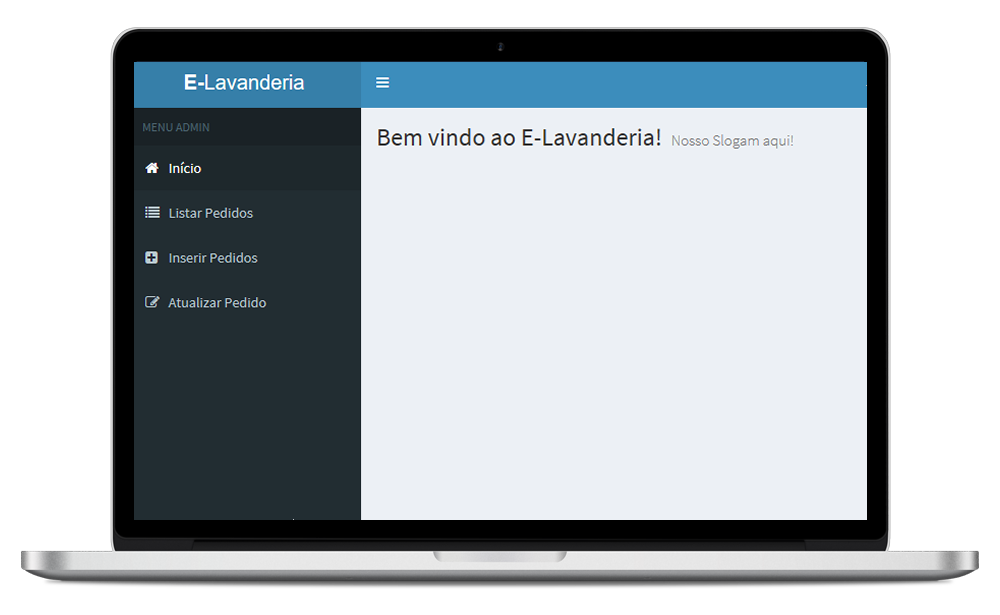 E-Lavanderia
MENU ADMIN
Início
Listar Pedidos
Inserir Pedidos
Atualizar Pedido
Bem vindo ao E-Lavanderia! Nosso Slogam aqui!